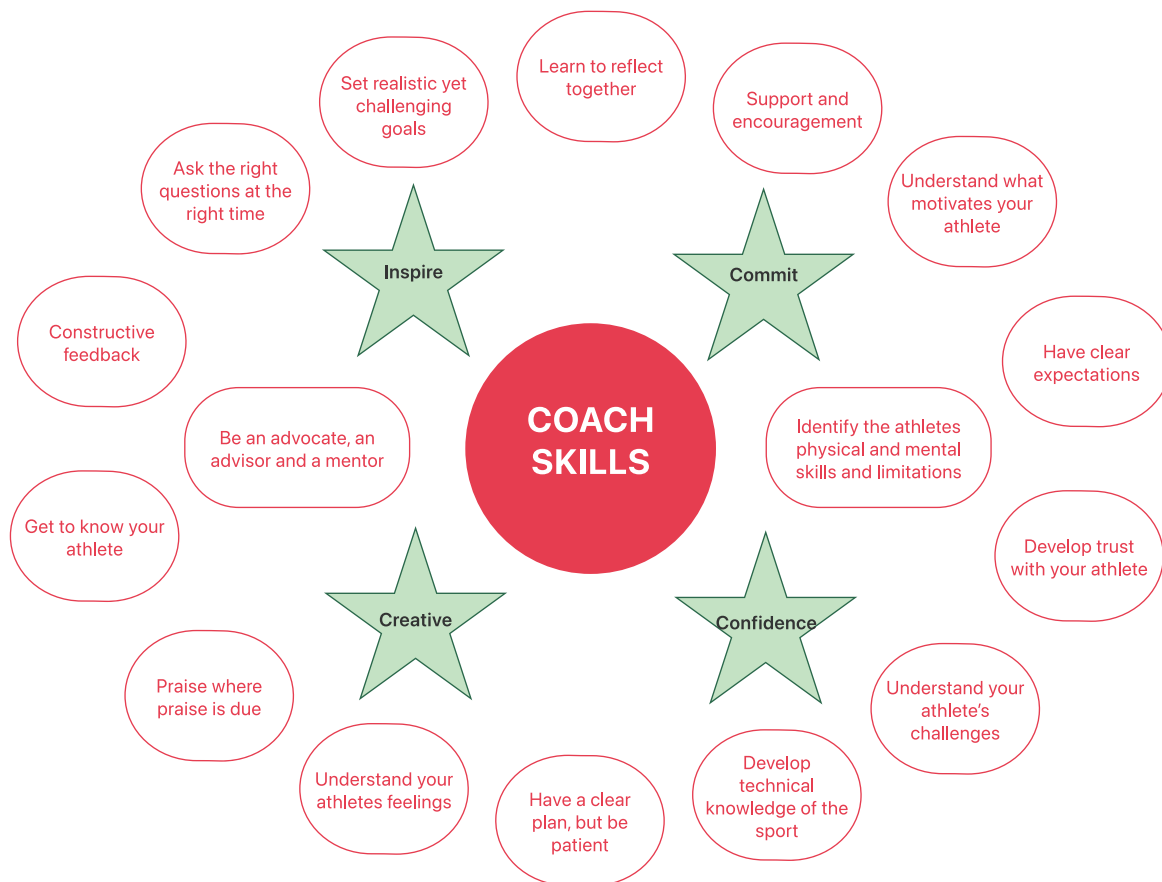 Learn to reflect
together
Set realistic yet
challenging
goals
Support and
encouragement
Ask the right
questions at the
right time
Understand what
motivates your
athlete
Inspire
Commit
Constructive
feedback
Have clear
expectations
COACH
SKILLS
Be an advocate, an
advisor and a mentor
Identify the athletes
physical and mental
skills and limitations
Get to know your
athlete
Develop trust
with your athlete
Creative
Confidence
Praise where
praise is due
Understand your
athlete’s
challenges
Understand your
athletes feelings
Have a clear
plan, but be
patient
Develop
technical
knowledge of the
sport